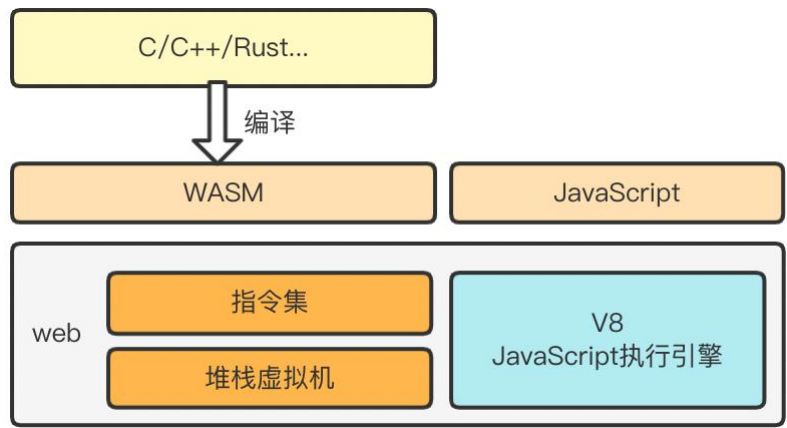 C/C++/Rust...
编译
WASM
JavaScript
web
指令集
堆栈虚拟机
V8
JavaScript执行引擎